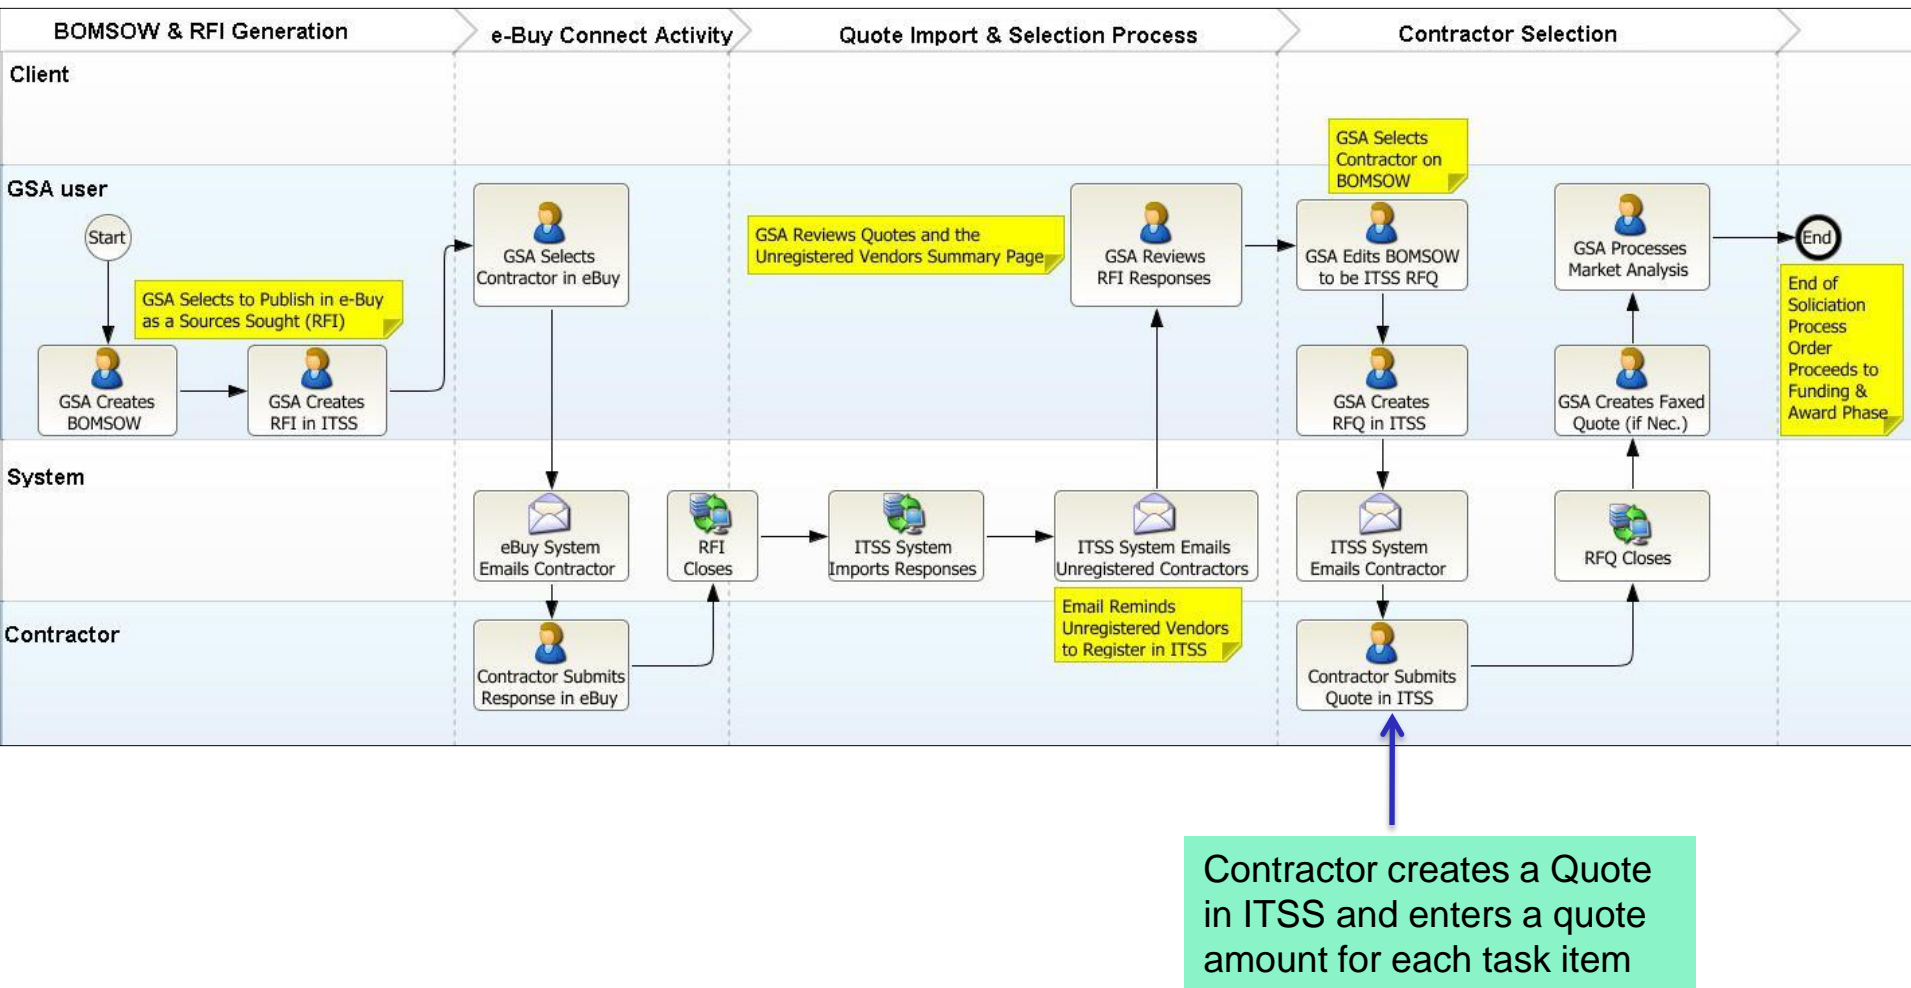 BOMSOW & RFI Generation
e-Buy Connect Activity
Quote Import & Selection Process
Contractor Selection
Client
GSA Selects
Contractor on
BOMSOW
GSA user
Start
GSA Selects to Publish in e-Buy
as a Sources Sought (RFI)
GSA Creates
BOMSOW
GSA Creates
RFI in ITSS
GSA Selects
Contractor in eBuy
GSA Reviews Quotes and the
Unregistered Vendors Summary Page
GSA Reviews
RFI Responses
GSA Edits BOMSOW
to be ITSS RFQ
GSA Processes
Market Analysis
End
End of
Soliciation
Process
Order
Proceeds to
Funding &
Award Phase
GSA Creates
RFQ in ITSS
GSA Creates Faxed
Quote (if Nec.)
System
eBuy System
Emails Contractor
RFI
Closes
ITSS System
Imports Responses
ITSS System Emails
Unregistered Contractors
ITSS System
Emails Contractor
RFQ Closes
Email Reminds
Unregistered Vendors
to Register in ITSS
Contractor
Contractor Submits
Response in eBuy
Contractor Submits
Quote in ITSS
Contractor creates a Quote
in ITSS and enters a quote
amount for each task item